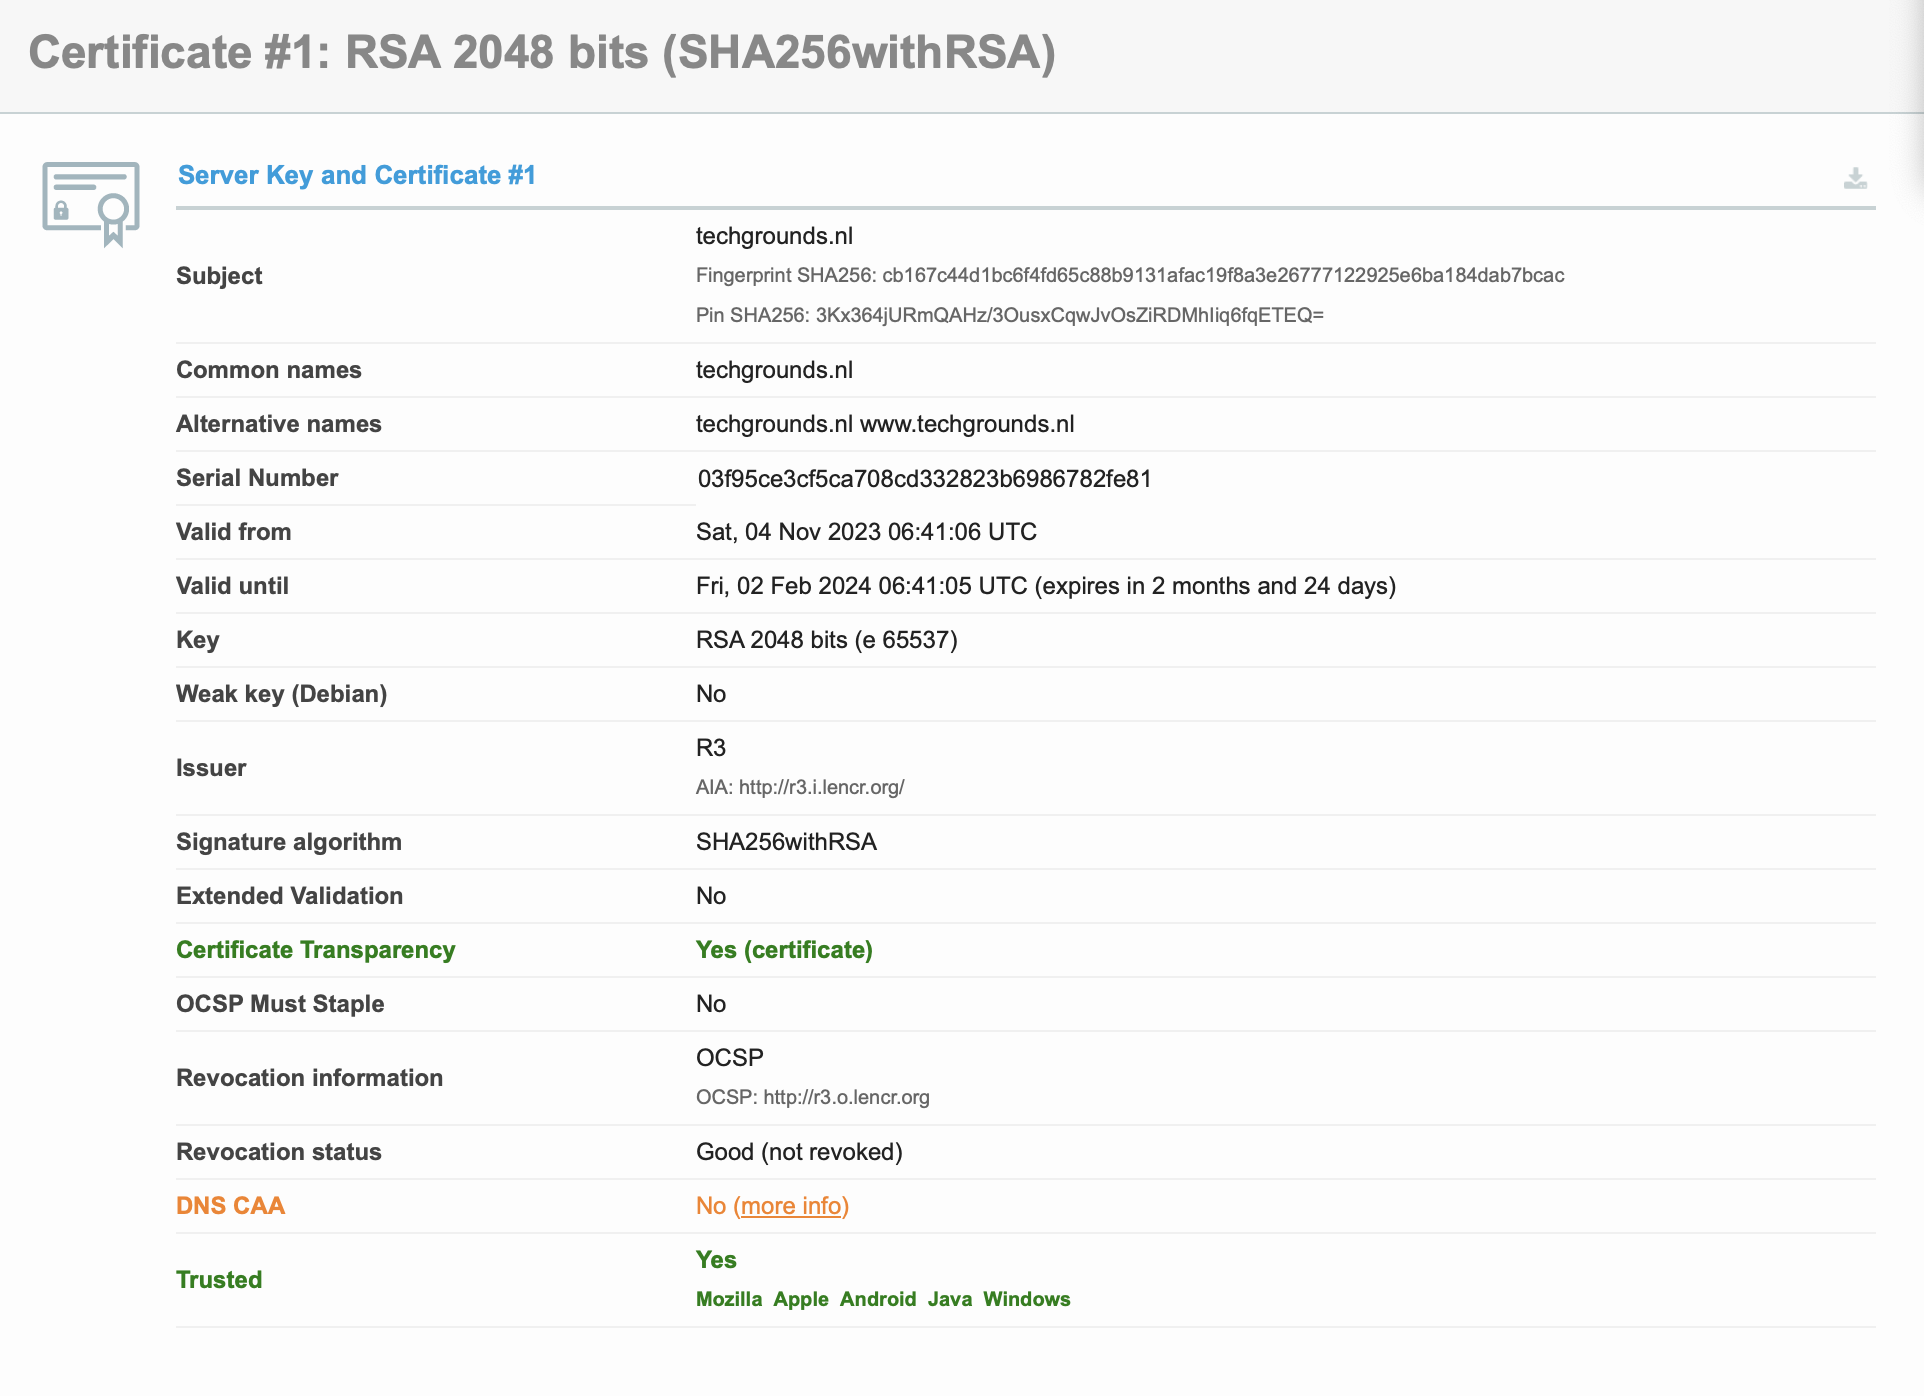 Certificate #1: RSA 2048 bits (SHA256withRSA)
Server Key and Certificate #1
Subject
techgrounds.nl
Fingerprint SHA256: cb167c44d1bc6f4fd65c88b9131afac19f8a3e26777122925e6ba184dab7bcac
Pin SHA256: 3Kx364jURmQAHz/3OusxCqwJvOsZiRDMhIiq6fqETEQ=
Common names techgrounds.nl
Alternative names techgrounds.nl www.techgrounds.nl
Serial Number 03f95ce3cf5ca708cd332823b6986782fe81
Valid from Sat, 04 Nov 2023 06:41:06 UTC
Valid until Fri, 02 Feb 2024 06:41:05 UTC (expires in 2 months and 24 days)
Key RSA 2048 bits (e 65537)
Weak key (Debian) No
Issuer
R3
AIA: http://r3.i.lencr.org/
Signature algorithm SHA256withRSA
Extended Validation No
Certificate Transparency Yes (certificate)
OCSP Must Staple No
Revocation information
OCSP
OCSP: http://r3.o.lencr.org
Revocation status Good (not revoked)
DNS CAA No (more info)
Trusted
Yes
Mozilla Apple Android Java Windows